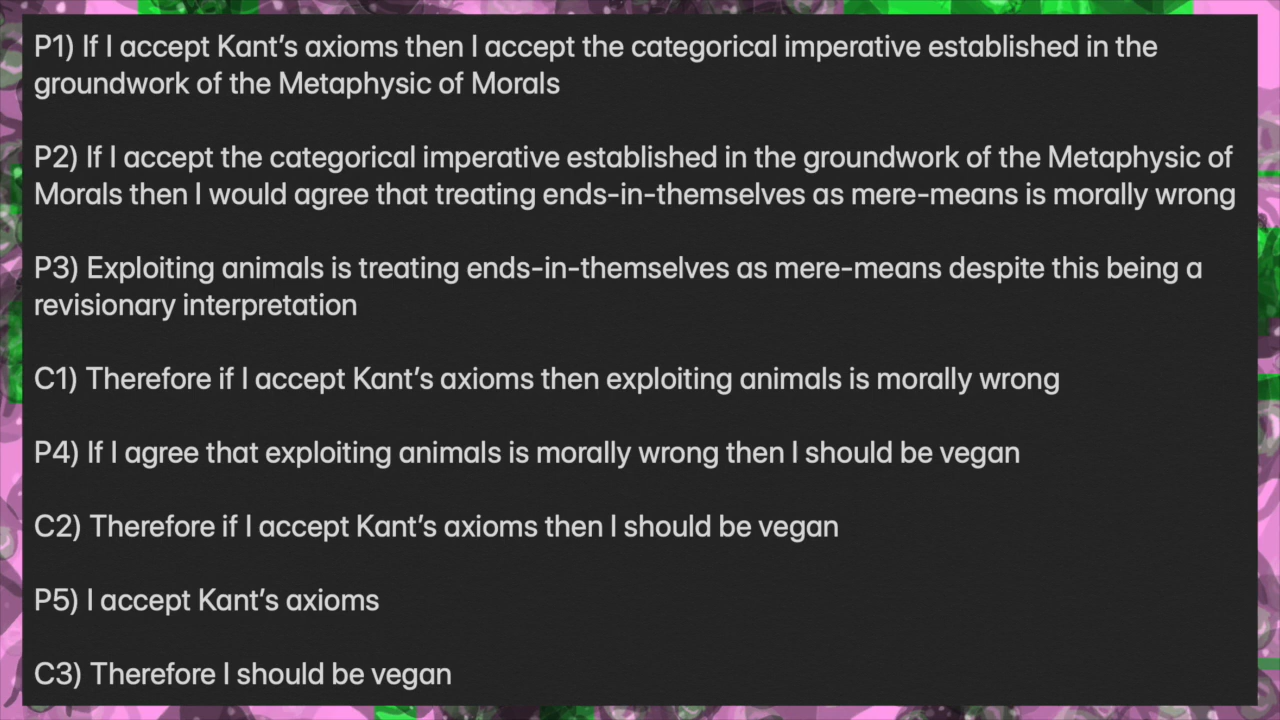 P1) If I accept Kant’s axioms then I accept the categorical imperative established in the
groundwork of the Metaphysic of Morals
P2) If I accept the categorical imperative established in the groundwork of the Metaphysic of
Morals then I would agree that treating ends-in-themselves as mere-means is morally wrong
P3) Exploiting animals is treating ends-in-themselves as mere-means despite this being a
revisionary interpretation
C1) Therefore if I accept Kant’s axioms then exploiting animals is morally wrong
P4) If I agree that exploiting animals is morally wrong then I should be vegan
C2) Therefore if I accept Kant’s axioms then I should be vegan
P5) I accept Kant’s axioms
C3) Therefore I should be vegan